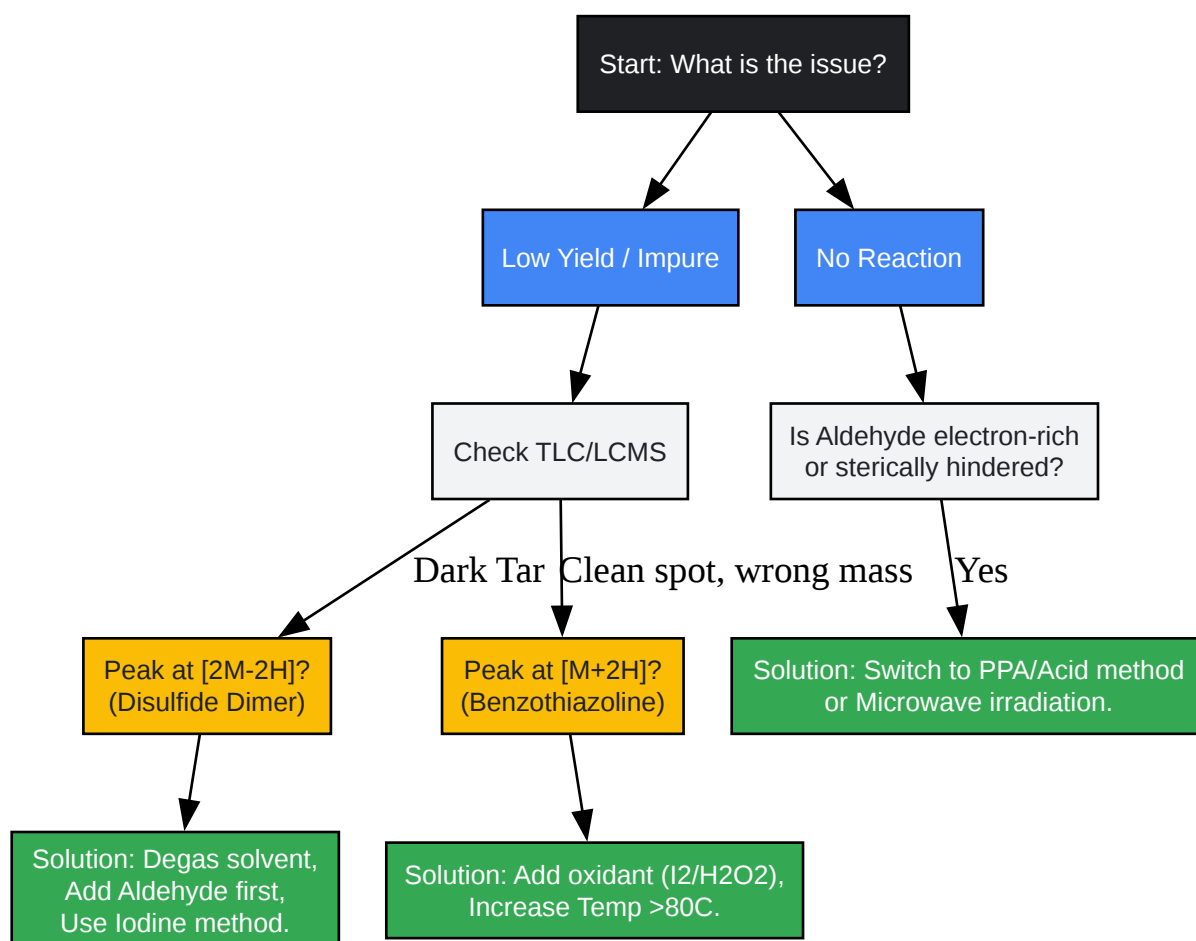 Start: What is the issue?
Low Yield / Impure
No Reaction
Check TLC/LCMS
Is Aldehyde electron-rich
or sterically hindered?
Dark Tar
Clean spot, wrong mass
Yes
Peak at [2M-2H]?
(Disulfide Dimer)
Peak at [M+2H]?
(Benzothiazoline)
Solution: Switch to PPA/Acid method
or Microwave irradiation.
Solution: Degas solvent,
Add Aldehyde first,
Use Iodine method.
Solution: Add oxidant (I2/H2O2),
Increase Temp >80C.